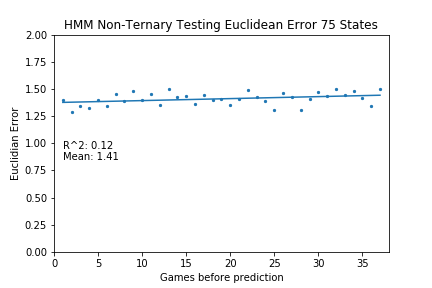 HMM Non-Ternary Testing Euclidean Error 75 States
2.00
1.75
1.50
1.25
1.00
0.75
0.50
0.25
0.00
Euclidian Error
R^2: 0.12
Mean: 1.41
0 5 10 15 20 25 30 35
Games before prediction